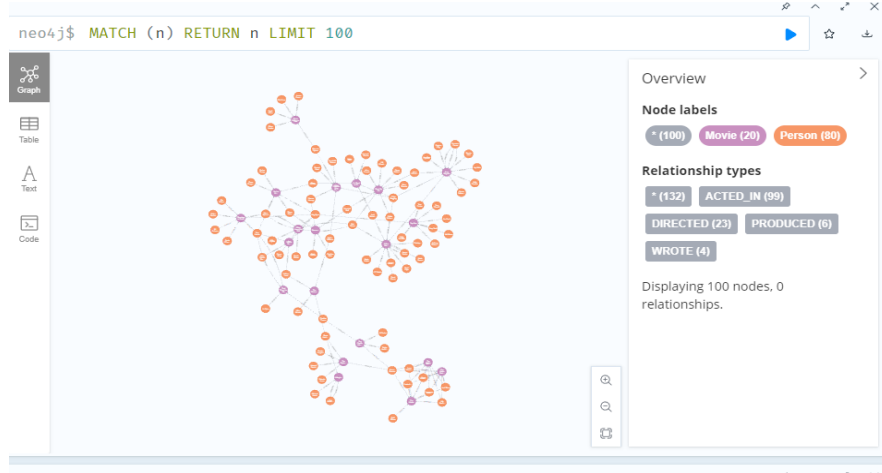 neo4j$ MATCH (n) RETURN n LIMIT 100
Graph
Table
A
Text
Code
Overview
Node labels
* (100) Movie (20) Person (80)
Relationship types
* (132) ACTED_IN (99)
DIRECTED (23) PRODUCED (6)
WROTE (4)
Displaying 100 nodes, 0
relationships.